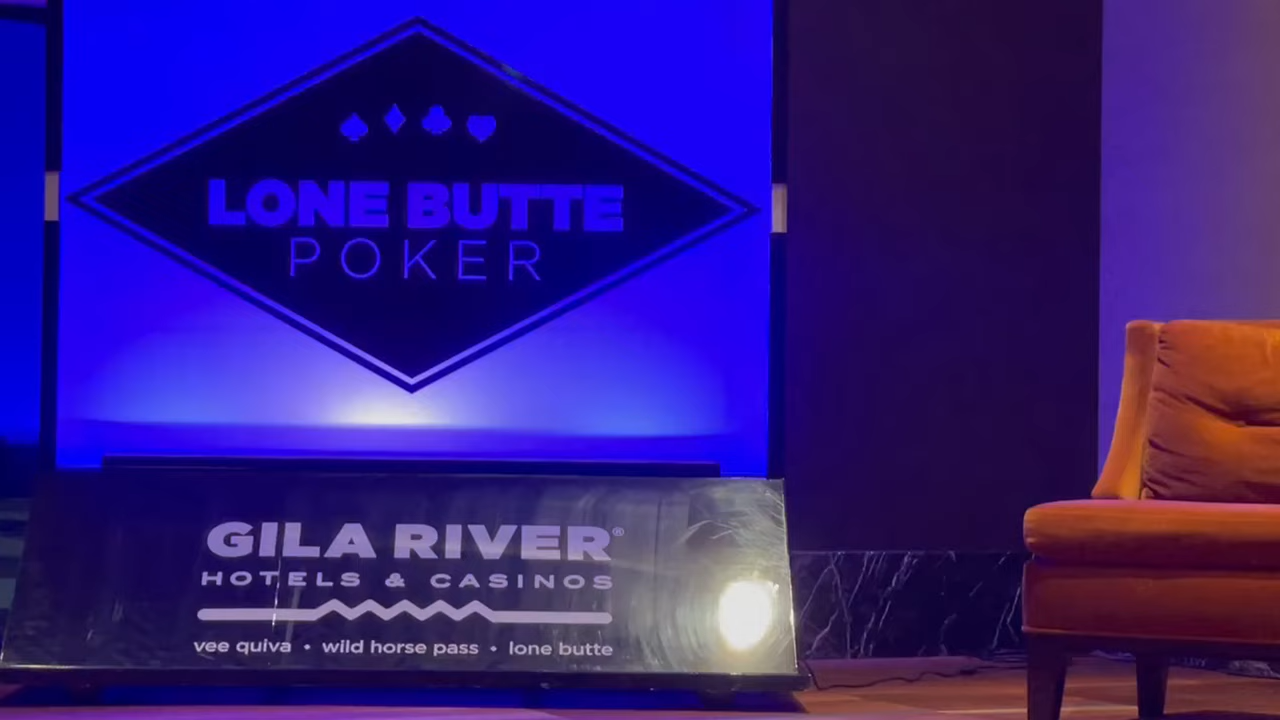 LONE BUTTE
POKER
GILA RIVER®
HOTELS & CASINOS
vee quiva • wild horse pass • lone butte